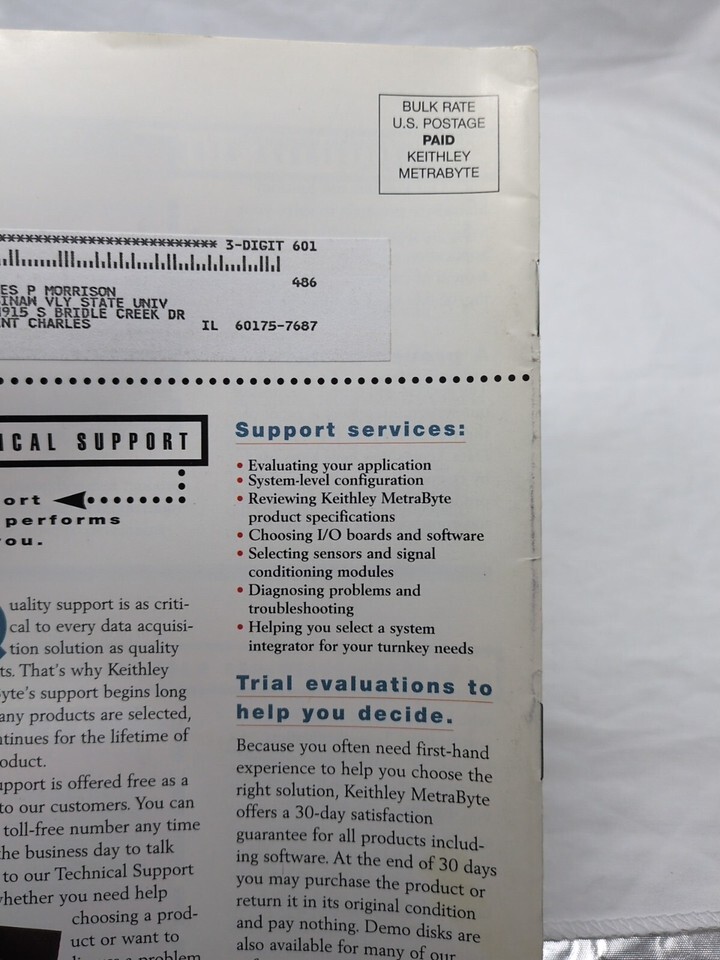 BULK RATE
U.S. POSTAGE
PAID
KEITHLEY
METRABYTE
****************************** 3-DIGIT 601
486
ES P MORRISON
INAW VLY STATE UNIV
915 S BRIDLE CREEK DR
NT CHARLES IL 60175-7687
ICAL SUPPORT
ort
performs
ou.
uality support is as criti-
cal to every data acquisi-
tion solution as quality
ts. That's why Keithley
yte's support begins long
any products are selected,
ntinues for the lifetime of
oduct.
upport is offered free as a
to our customers. You can
toll-free number any time
he business day to talk
to our Technical Support
hether you need help
choosing a prod-
uct or want to
Support services:
• Evaluating your application
• System-level configuration
• Reviewing Keithley MetraByte
product specifications
• Choosing I/O boards and software
• Selecting sensors and signal
conditioning modules
• Diagnosing problems and
troubleshooting
• Helping you select a system
integrator for your turnkey needs
Trial evaluations to
help you decide.
Because you often need first-hand
experience to help you choose the
right solution, Keithley MetraByte
offers a 30-day satisfaction
guarantee for all products includ-
ing software. At the end of 30 days
you may purchase the product or
return it in its original condition
and pay nothing. Demo disks are
also available for many of our